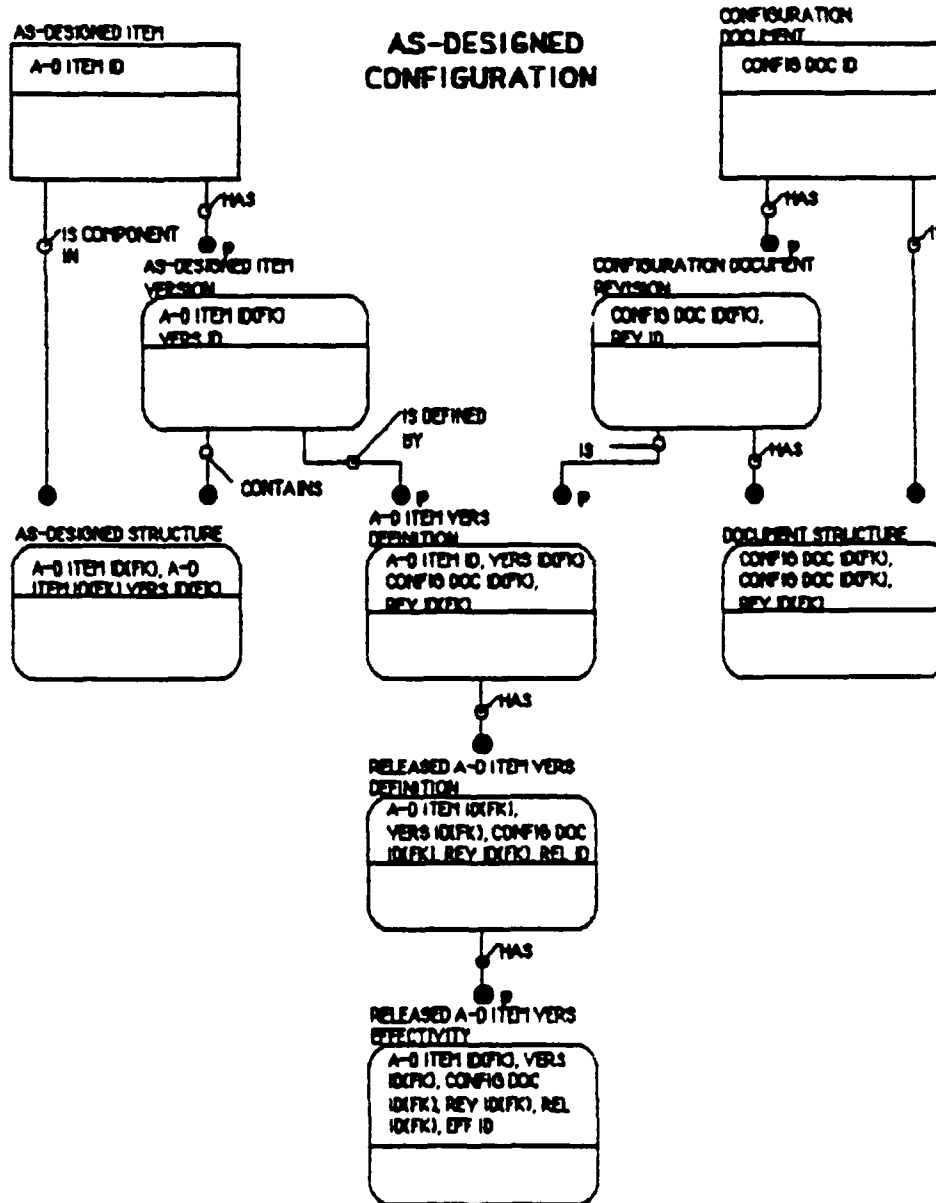 AS-DESIGNED ITEM
A-D ITEM ID
AS-DESIGNED
CONFIGURATION
CONFIGURATION
DOCUMENT
CONFIG DOC ID
HAS
IS COMPONENT
IN
P
HAS
P
AS-DESIGNED ITEM
VERSION
A-D ITEM ID(FK)
VERS ID
CONFIGURATION DOCUMENT
REVISION
CONFIG DOC ID(FK),
REV ID
IS DEFINED
BY
CONTAINS
P
IS
HAS
P
AS-DESIGNED STRUCTURE
A-D ITEM ID(FK), A-D
ITEM ID(FK) VERS ID(FK)
A-D ITEM VERS
DEFINITION
A-D ITEM ID, VERS ID(FK)
CONFIG DOC ID(FK),
REV ID(FK)
DOCUMENT STRUCTURE
CONFIG DOC ID(FK),
CONFIG DOC ID(FK),
REV ID(FK)
HAS
RELEASED A-D ITEM VERS
DEFINITION
A-D ITEM ID(FK),
VERS ID(FK), CONFIG DOC
ID(FK), REV ID(FK), REL ID
HAS
P
RELEASED A-D ITEM VERS
EFFECTIVITY
A-D ITEM ID(FK), VERS
ID(FK), CONFIG DOC
ID(FK), REV ID(FK), REL
ID(FK), EFF ID